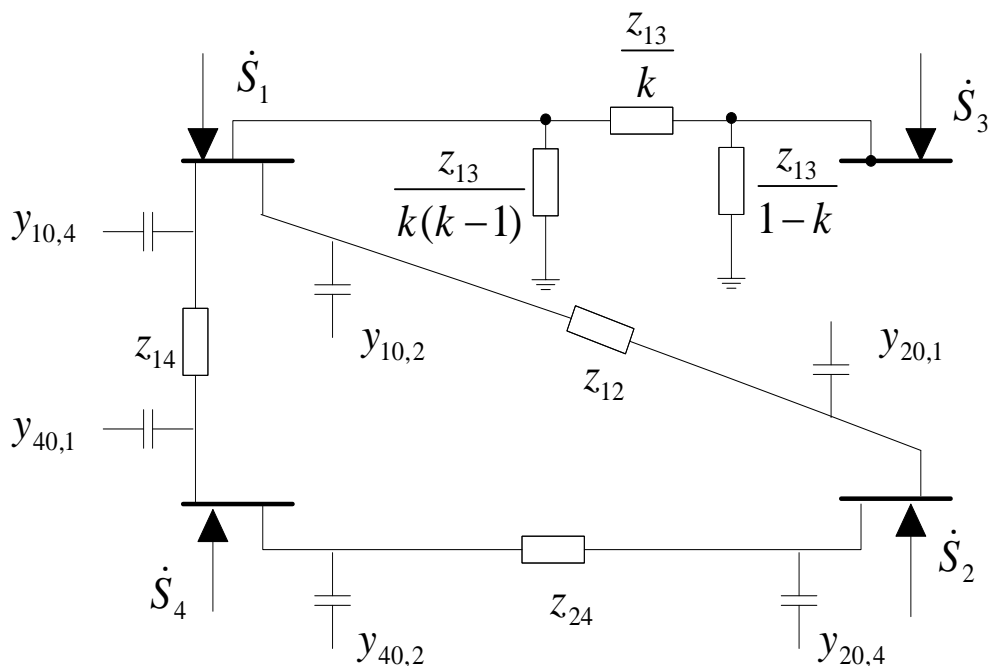 z₁₃
k
Ṡ₁
Ṡ₃
z₁₃
k(k−1)
z₁₃
1−k
y₁₀,₄
y₁₀,₂
z₁₄
z₁₂
y₂₀,₁
y₄₀,₁
Ṡ₄
Ṡ₂
z₂₄
y₄₀,₂
y₂₀,₄